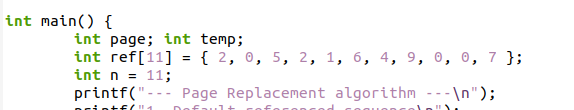 int main() {
int page; int temp;
int ref[11] = { 2, 0, 5, 2, 1, 6, 4, 9, 0, 0, 7 };
int n = 11;
printf("--- Page Replacement algorithm ---\n");
printf("1. Default referenced sequence\n");